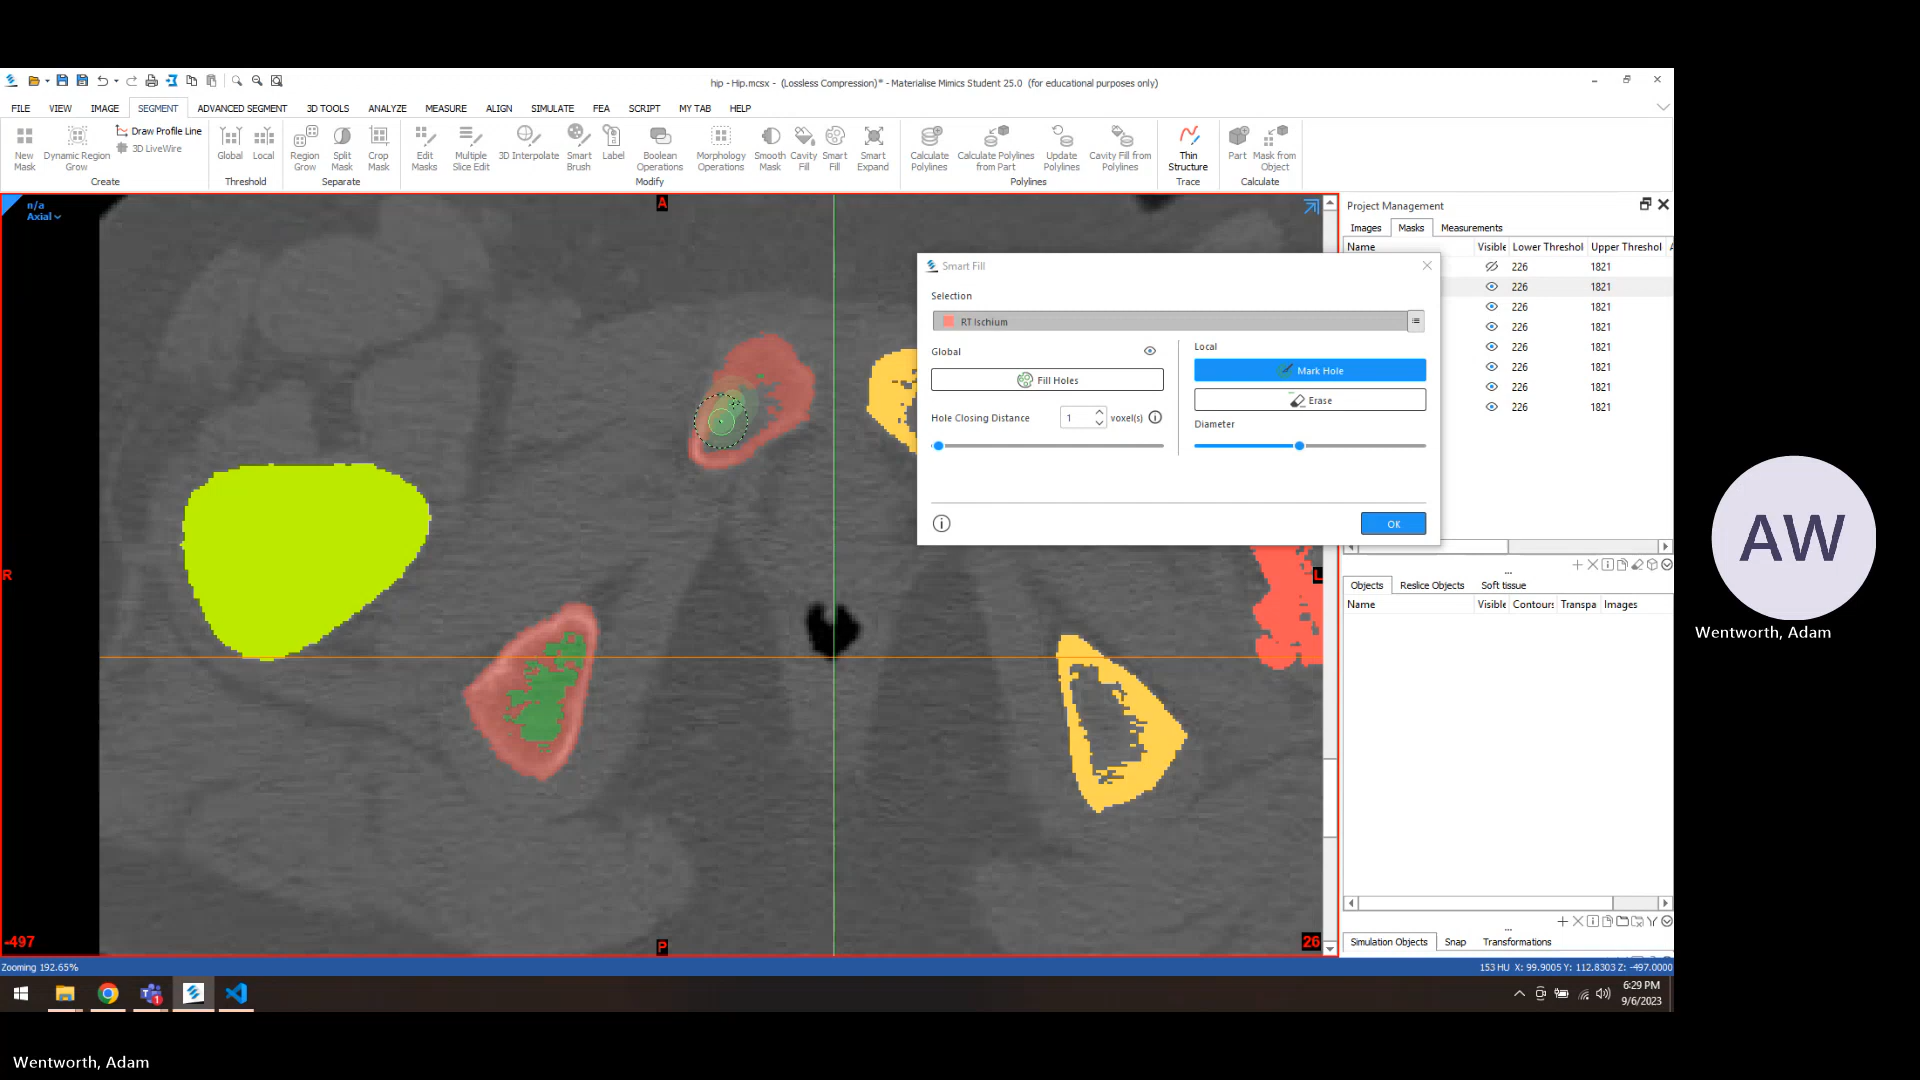 hip - Hip.mcsx - (Lossless Compression)* - Materialise Mimics Student 25.0 (for educational purposes only)
FILE VIEW IMAGE SEGMENT ADVANCED SEGMENT 3D TOOLS ANALYZE MEASURE ALIGN SIMULATE FEA SCRIPT MY TAB HELP
New Mask
Dynamic Region Grow
Draw Profile Line
3D LiveWire
Create
Global
Local
Threshold
Region Grow
Split Mask
Crop Mask
Separate
Edit Masks
Multiple Slice Edit
3D Interpolate
Smart Brush
Label
Boolean Operations
Morphology Operations
Smooth Mask
Cavity Fill
Smart Fill
Smart Expand
Modify
Calculate Polylines
Calculate Polylines from Part
Update Polylines
Cavity Fill from Polylines
Polylines
Thin Structure
Trace
Part
Mask from Object
Calculate
n/a
Axial
A
R
L
P
-497
26
Smart Fill
Selection
RT Ischium
Global
Fill Holes
Hole Closing Distance 1 voxel(s)
Local
Mark Hole
Erase
Diameter
OK
Project Management
Images Masks Measurements
Name Visible Lower Threshol Upper Threshol
226 1821
226 1821
226 1821
226 1821
226 1821
226 1821
226 1821
226 1821
Objects Reslice Objects Soft tissue
Name Visible Contours Transpa Images
Simulation Objects Snap Transformations
Zooming 192.65%
153 HU X: 99.9005 Y: 112.8303 Z: -497.0000
6:29 PM
9/6/2023
AW
Wentworth, Adam
Wentworth, Adam